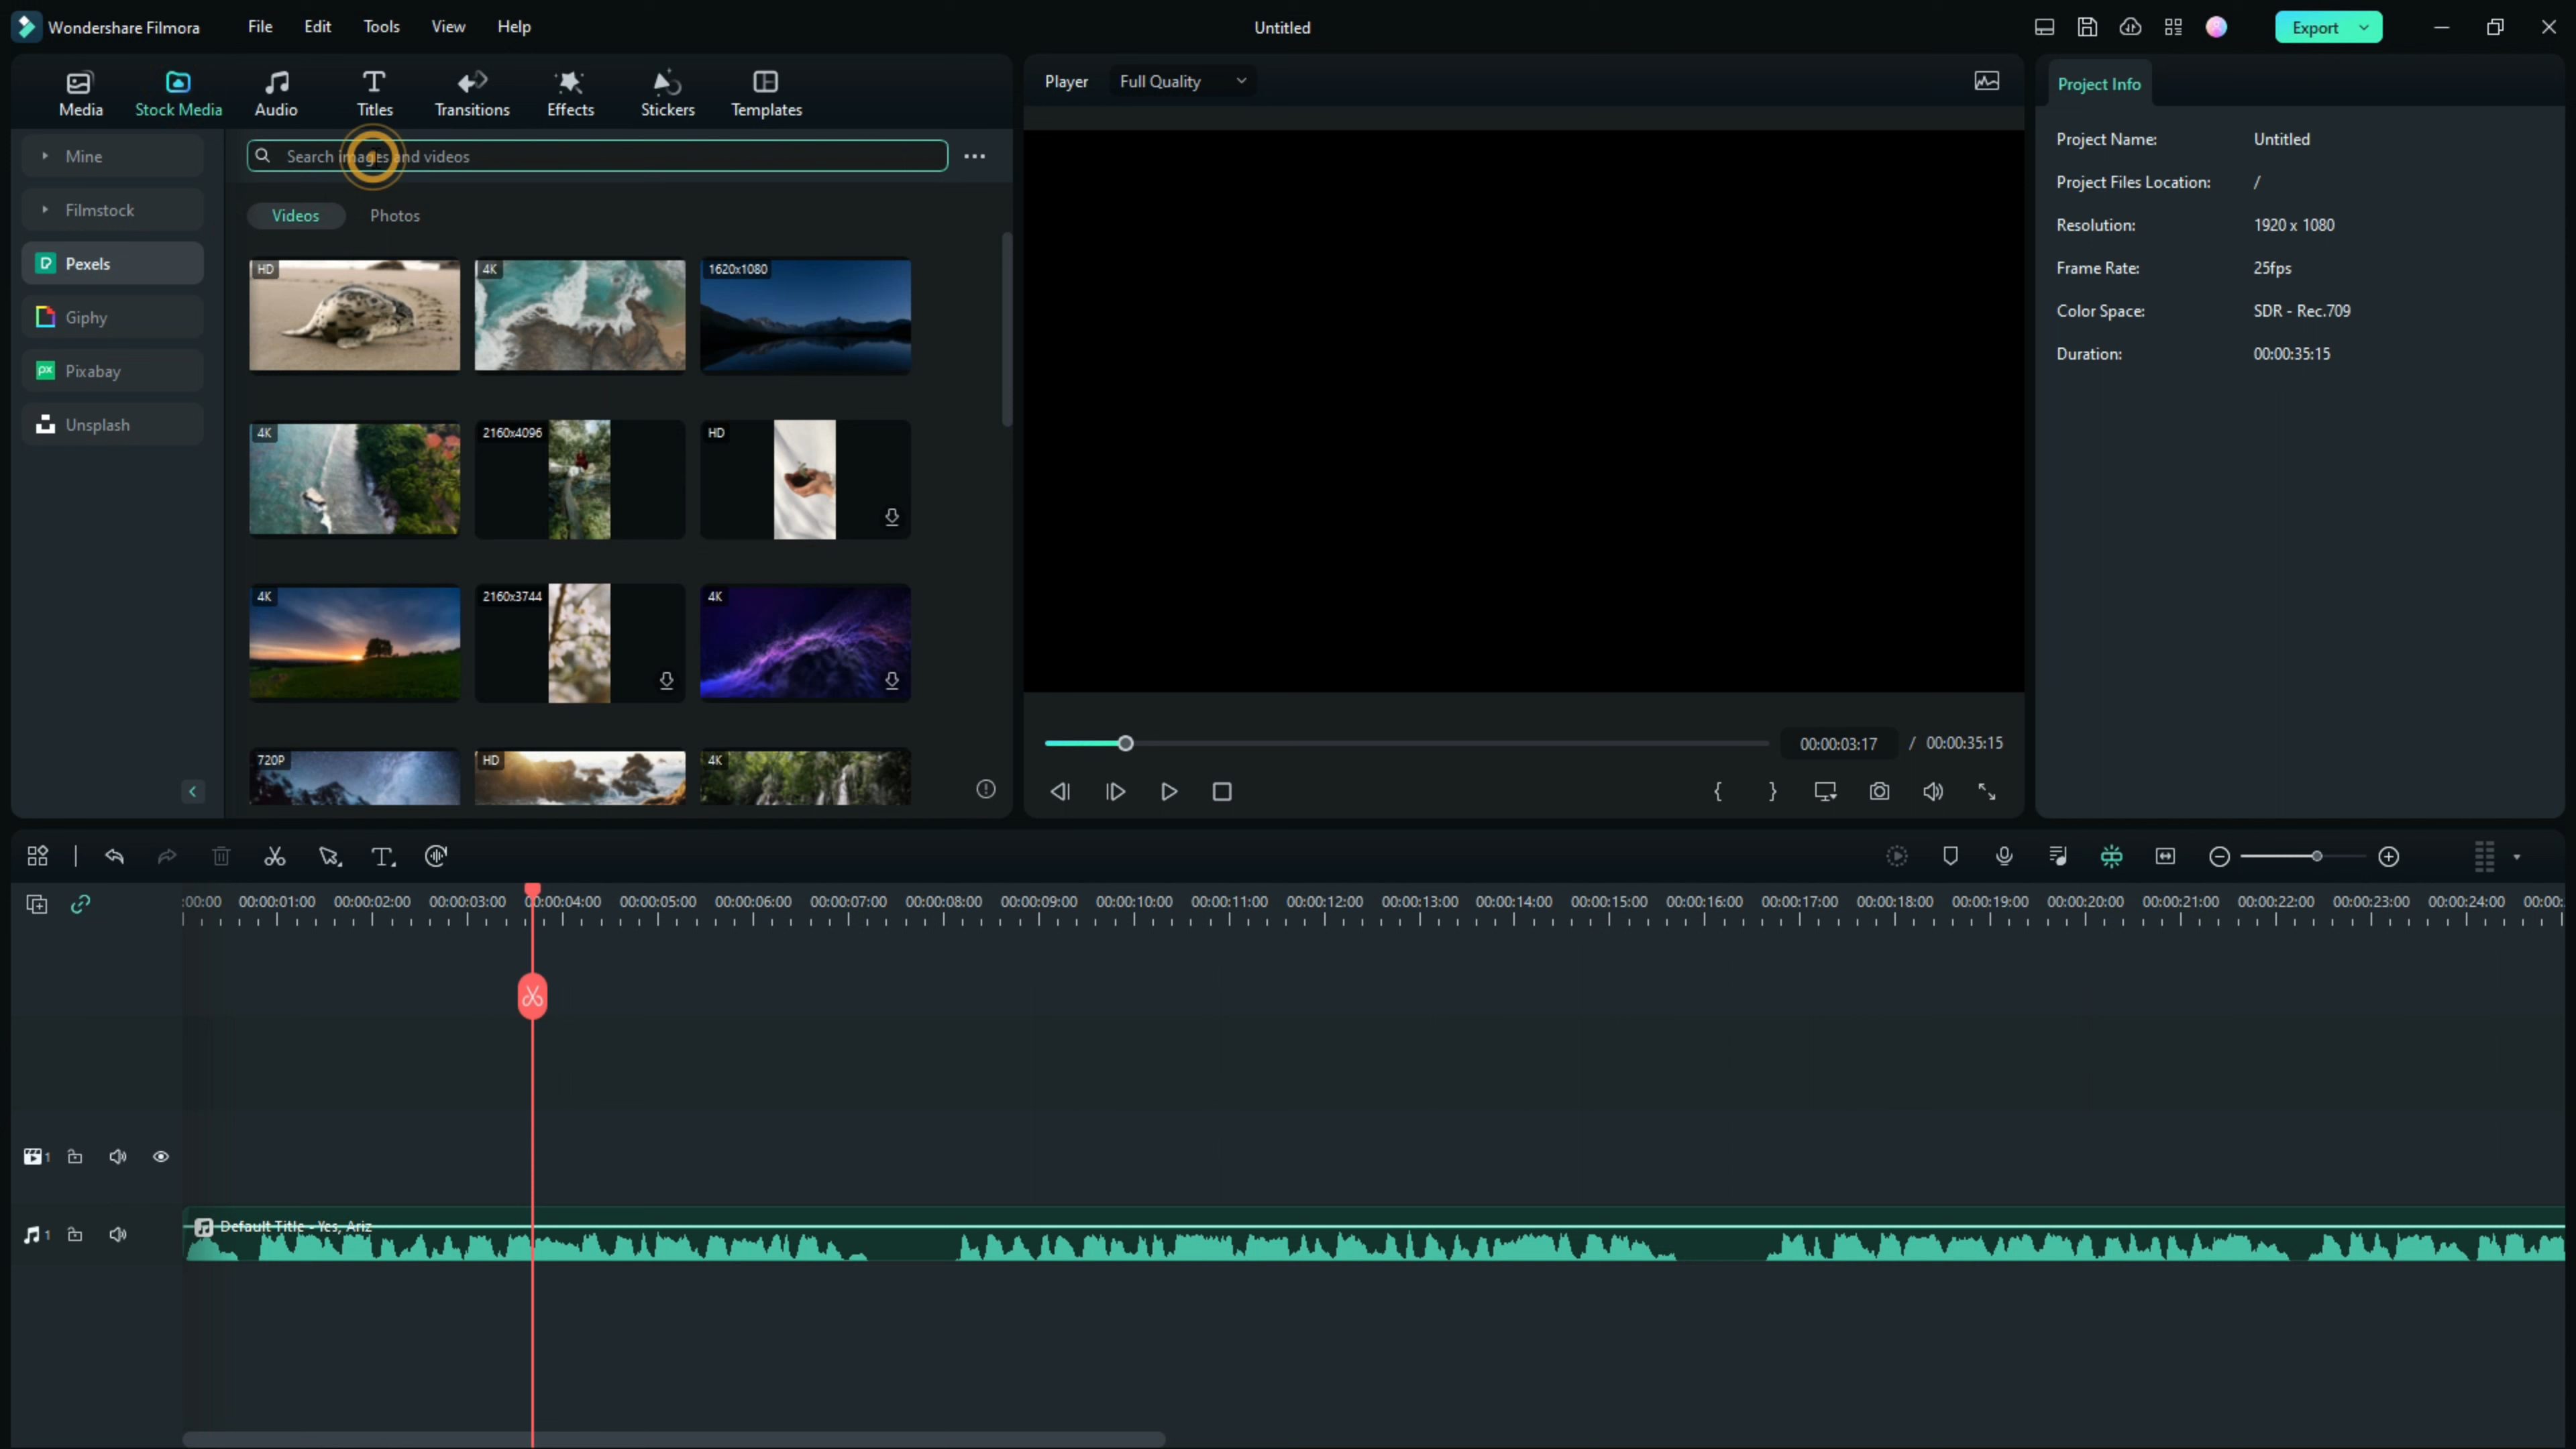 Wondershare Filmora
File
Edit
Tools
View
Help
Untitled
Export
Media
Stock Media
Audio
Titles
Transitions
Effects
Stickers
Templates
Player
Full Quality
Project Info
Mine
Filmstock
Pexels
Giphy
Pixabay
Unsplash
Search images and videos
Videos
Photos
HD
4K
1620x1080
4K
2160x4096
HD
4K
2160x3744
4K
720P
HD
4K
Project Name: Untitled
Project Files Location: /
Resolution: 1920 x 1080
Frame Rate: 25fps
Color Space: SDR - Rec.709
Duration: 00:00:35:15
00:00:03:17 / 00:00:35:15
:00:00 00:00:01:00 00:00:02:00 00:00:03:00 00:00:04:00 00:00:05:00 00:00:06:00 00:00:07:00 00:00:08:00 00:00:09:00 00:00:10:00 00:00:11:00 00:00:12:00 00:00:13:00 00:00:14:00 00:00:15:00 00:00:16:00 00:00:17:00 00:00:18:00 00:00:19:00 00:00:20:00 00:00:21:00 00:00:22:00 00:00:23:00 00:00:24:00 00:00:
1
1
Default Title - Yes, Ariz